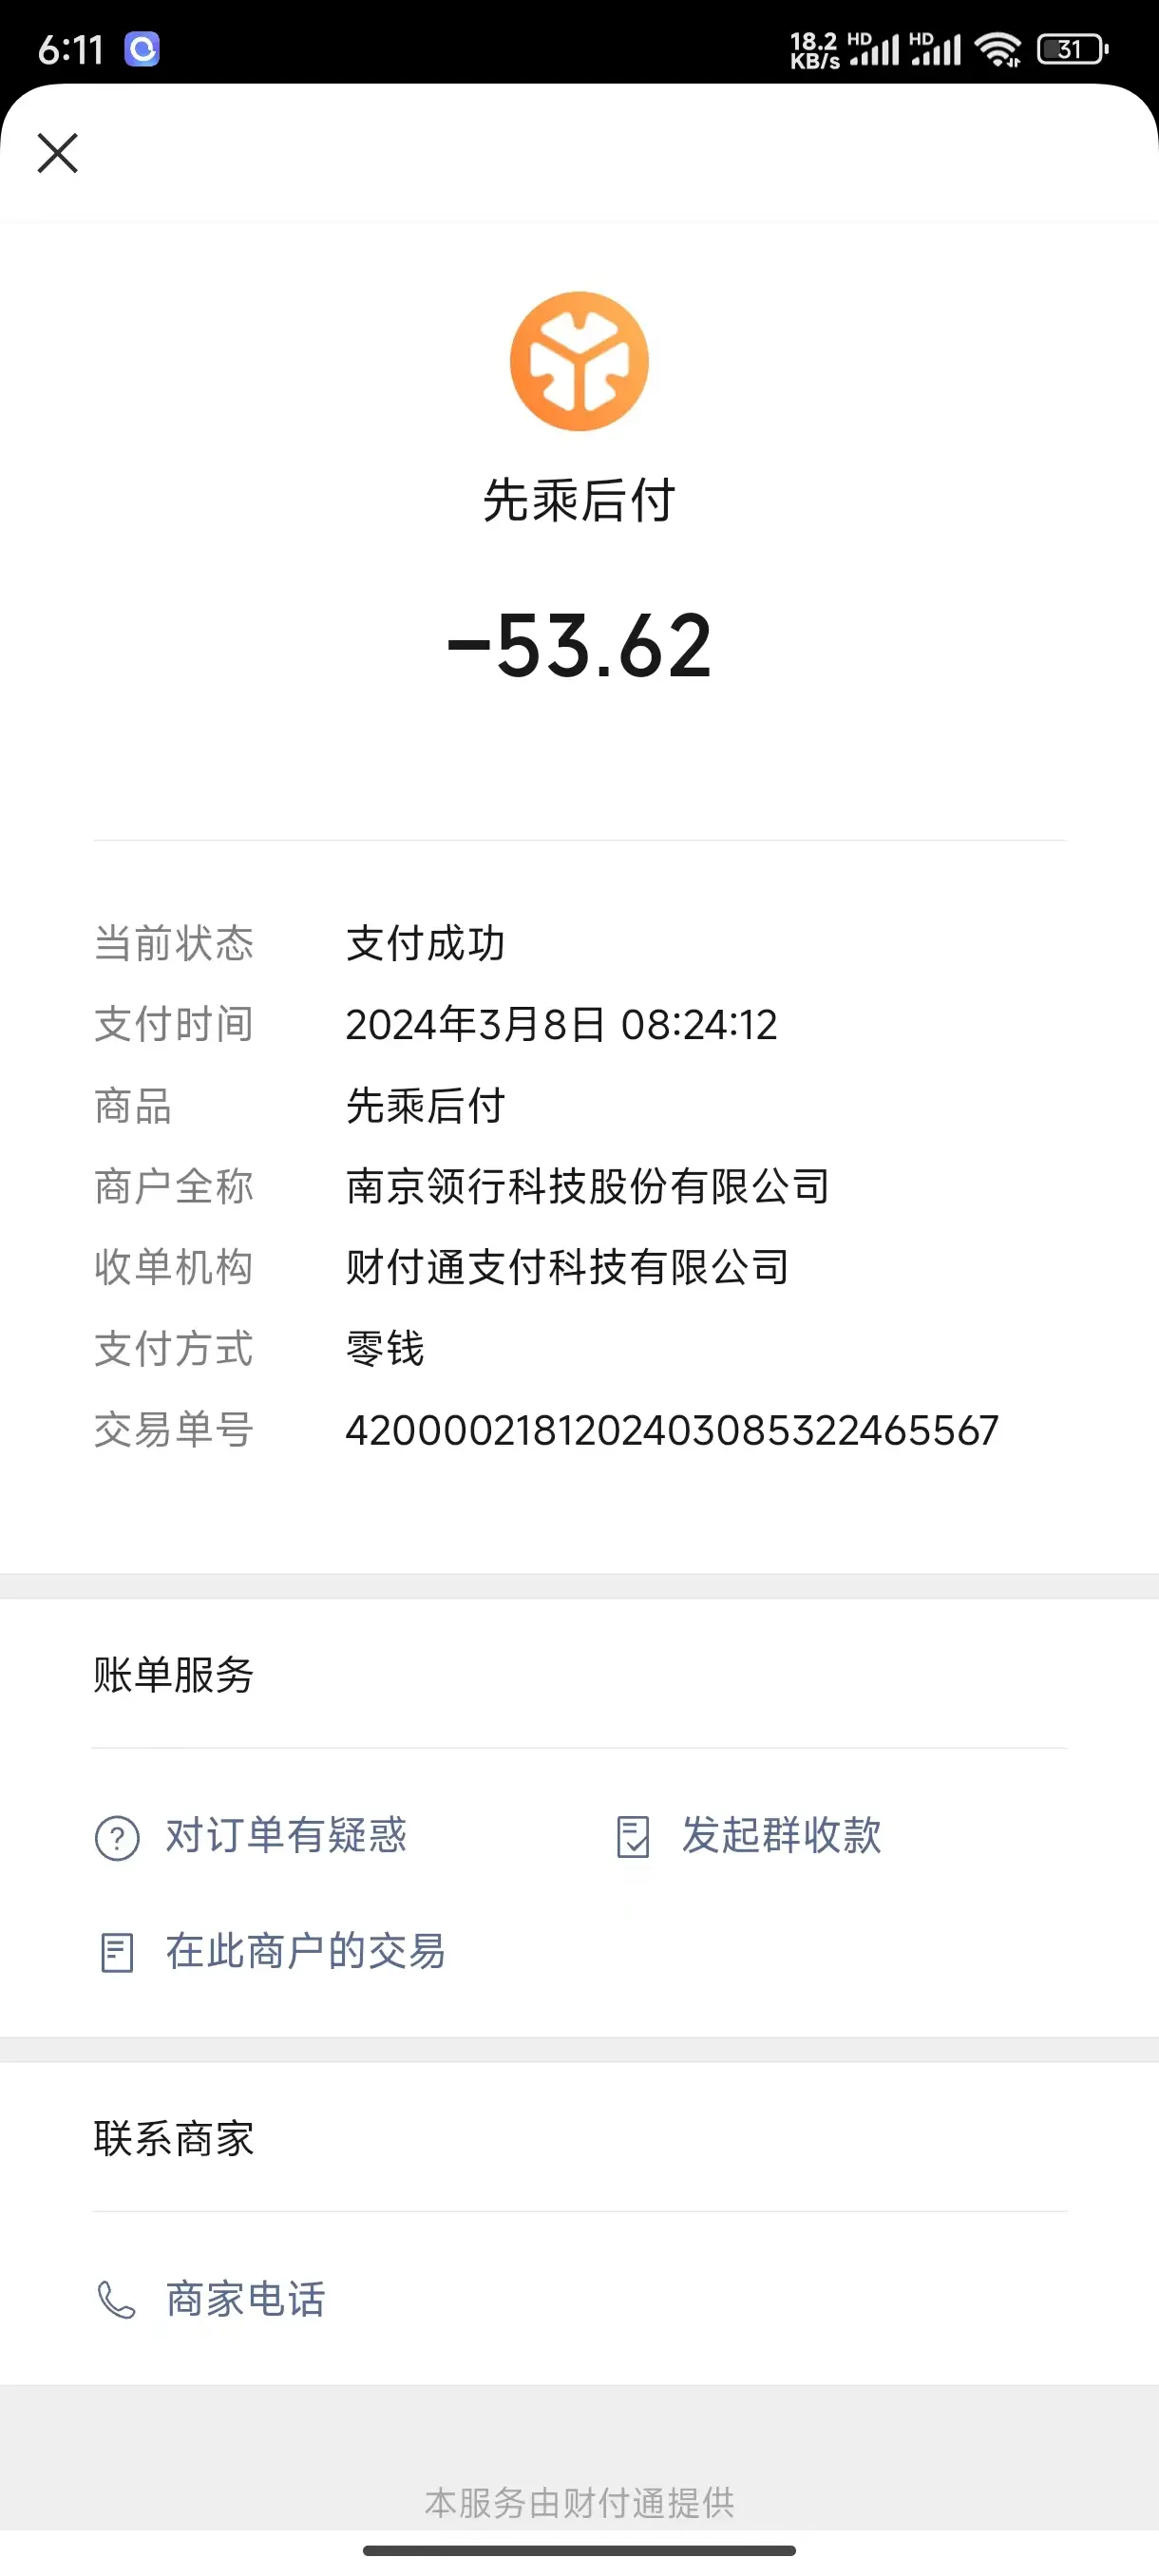 6:11
18.2 KB/s HD HD 31
先乘后付
-53.62
当前状态 支付成功
支付时间 2024年3月8日 08:24:12
商品 先乘后付
商户全称 南京领行科技股份有限公司
收单机构 财付通支付科技有限公司
支付方式 零钱
交易单号 4200002181202403085322465567
账单服务
对订单有疑惑 发起群收款
在此商户的交易
联系商家
商家电话
本服务由财付通提供